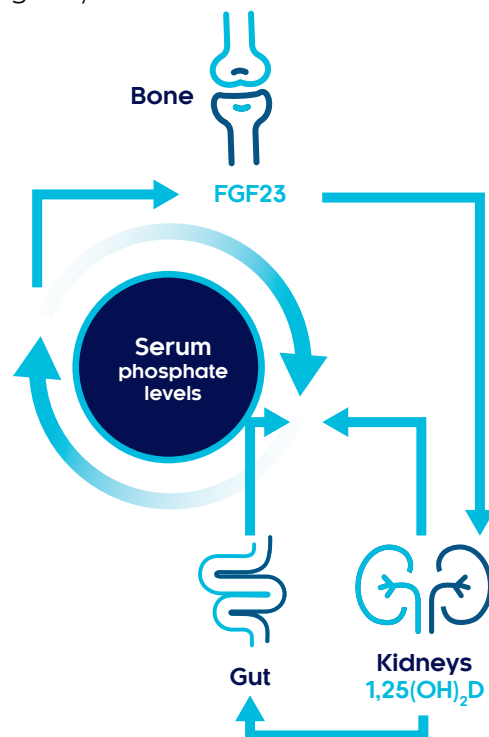 Bone
FGF23
Serum
phosphate
levels
Gut
Kidneys
1,25(OH)₂D